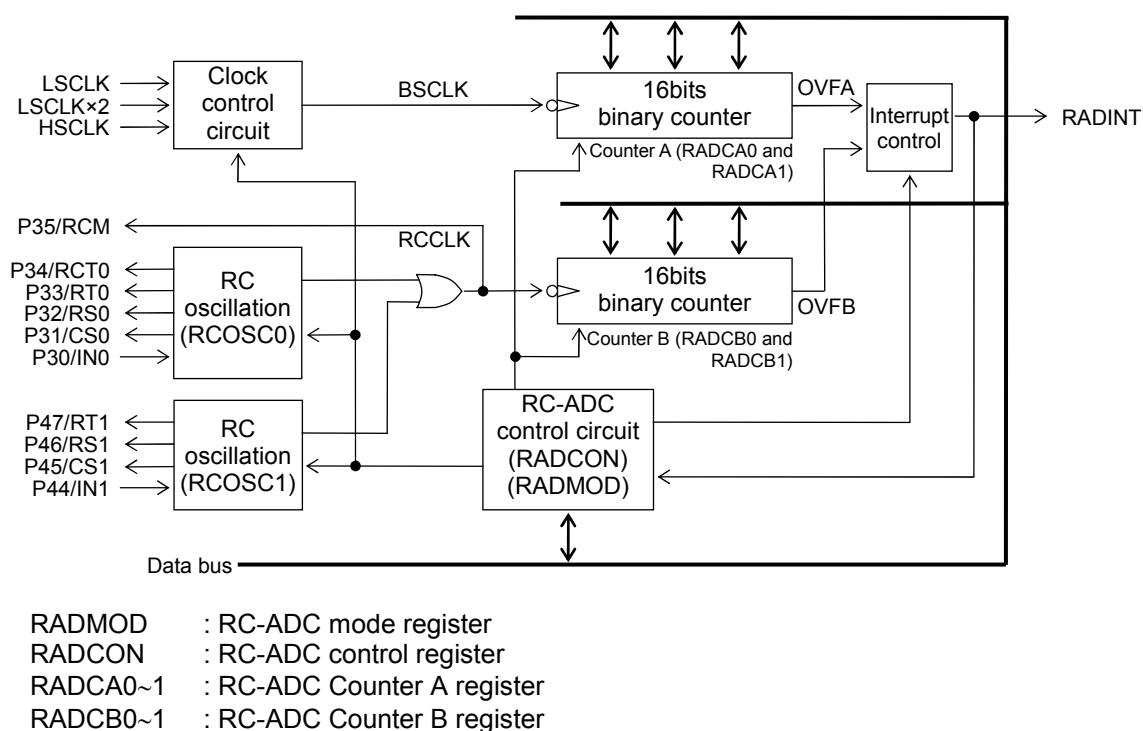 LSCLK
LSCLK×2
HSCLK
Clock
control
circuit
BSCLK
16bits
binary counter
Counter A (RADCA0 and
RADCA1)
OVFA
Interrupt
control
RADINT
P35/RCM
RCCLK
P34/RCT0
P33/RT0
P32/RS0
P31/CS0
P30/IN0
RC
oscillation
(RCOSC0)
16bits
binary counter
Counter B (RADCB0 and
RADCB1)
OVFB
P47/RT1
P46/RS1
P45/CS1
P44/IN1
RC
oscillation
(RCOSC1)
RC-ADC
control circuit
(RADCON)
(RADMOD)
Data bus
RADMOD : RC-ADC mode register
RADCON : RC-ADC control register
RADCA0~1 : RC-ADC Counter A register
RADCB0~1 : RC-ADC Counter B register